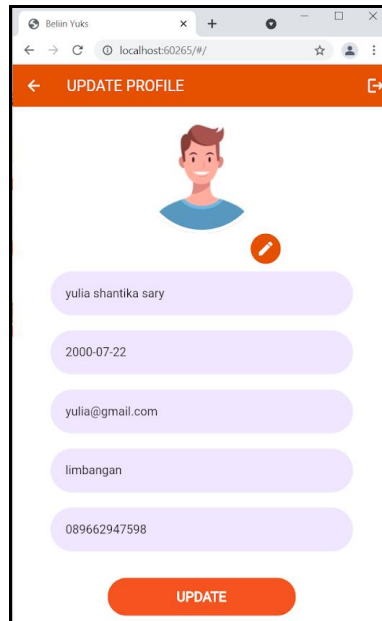 Beliin Yuks
localhost:60265/#/
UPDATE PROFILE
yulia shantika sary
2000-07-22
yulia@gmail.com
limbangan
089662947598
UPDATE